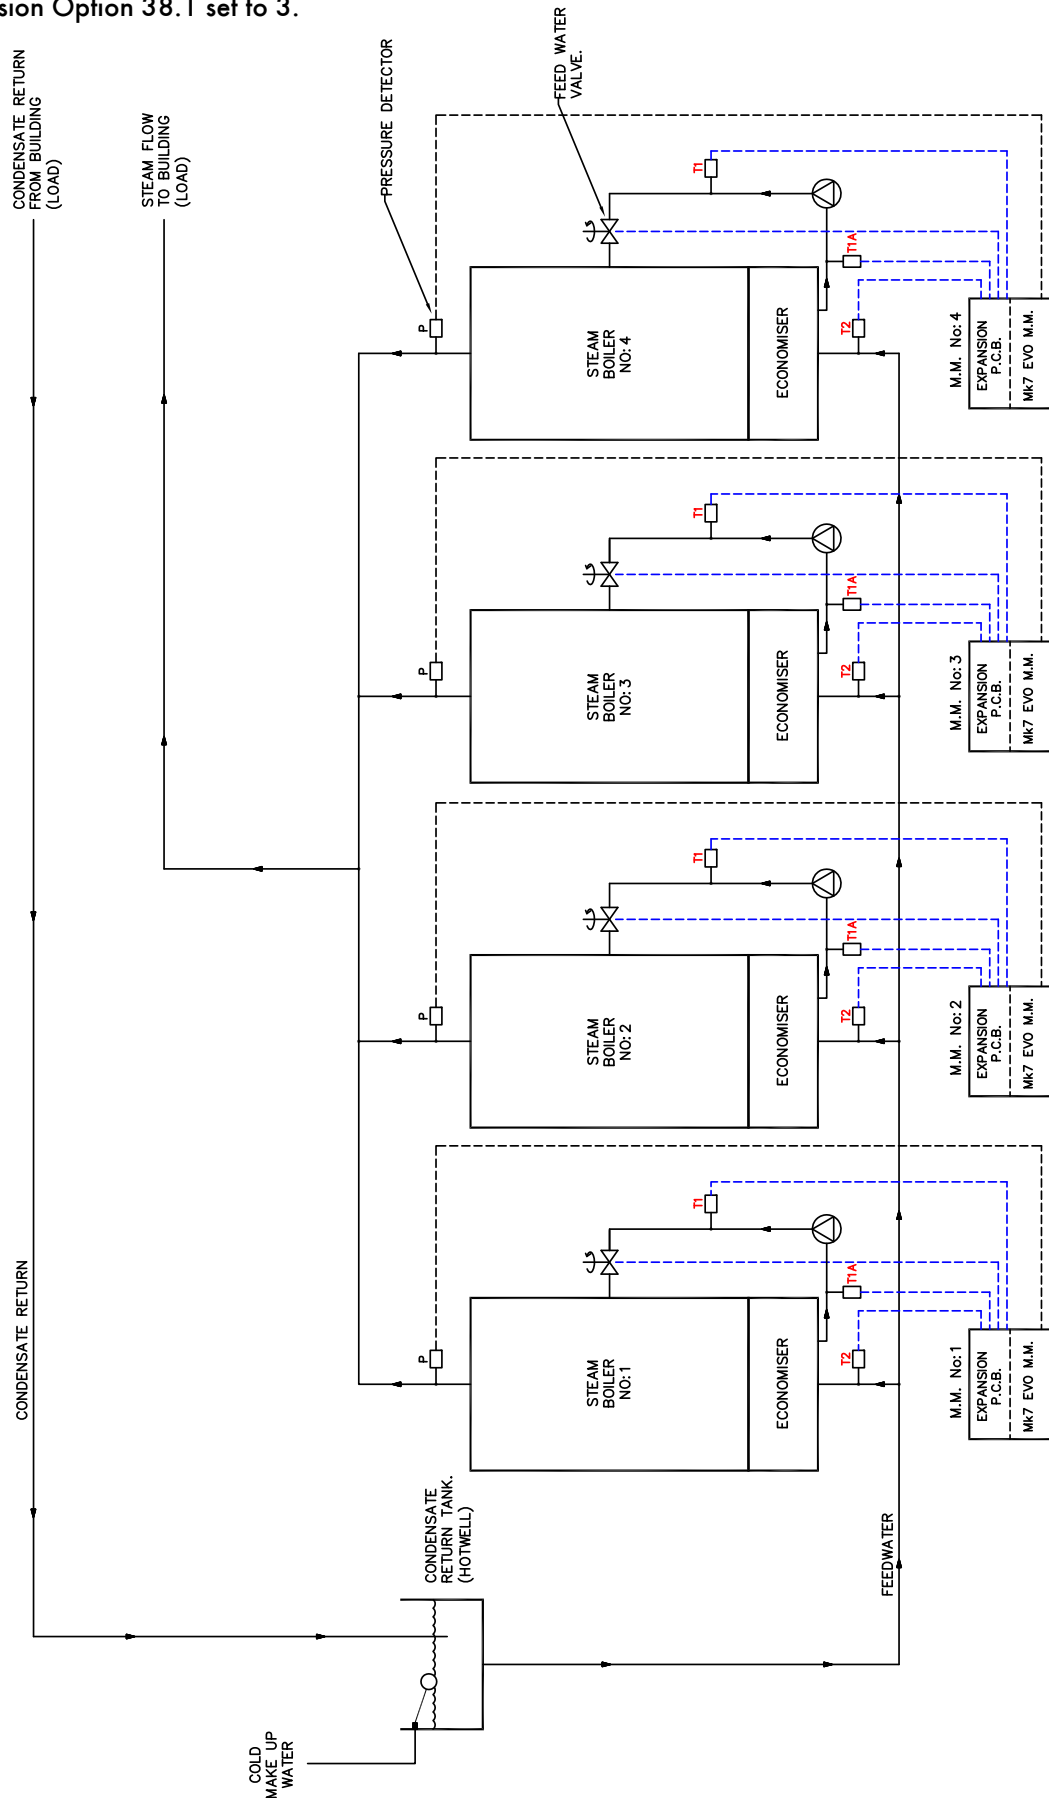 sion Option 38.1 set to 3.
CONDENSATE RETURN
FROM BUILDING
(LOAD)
STEAM FLOW
TO BUILDING
(LOAD)
PRESSURE DETECTOR
FEED WATER
VALVE.
CONDENSATE RETURN
P
T1
T1A
T2
STEAM
BOILER
NO:4
ECONOMISER
M.M. No:4
EXPANSION
P.C.B.
Mk7 EVO M.M.
P
T1
T1A
T2
STEAM
BOILER
NO:3
ECONOMISER
M.M. No:3
EXPANSION
P.C.B.
Mk7 EVO M.M.
P
T1
T1A
T2
STEAM
BOILER
NO:2
ECONOMISER
M.M. No:2
EXPANSION
P.C.B.
Mk7 EVO M.M.
P
T1
T1A
T2
STEAM
BOILER
NO:1
ECONOMISER
M.M. No:1
EXPANSION
P.C.B.
Mk7 EVO M.M.
CONDENSATE
RETURN TANK.
(HOTWELL)
FEEDWATER
COLD
MAKE UP
WATER